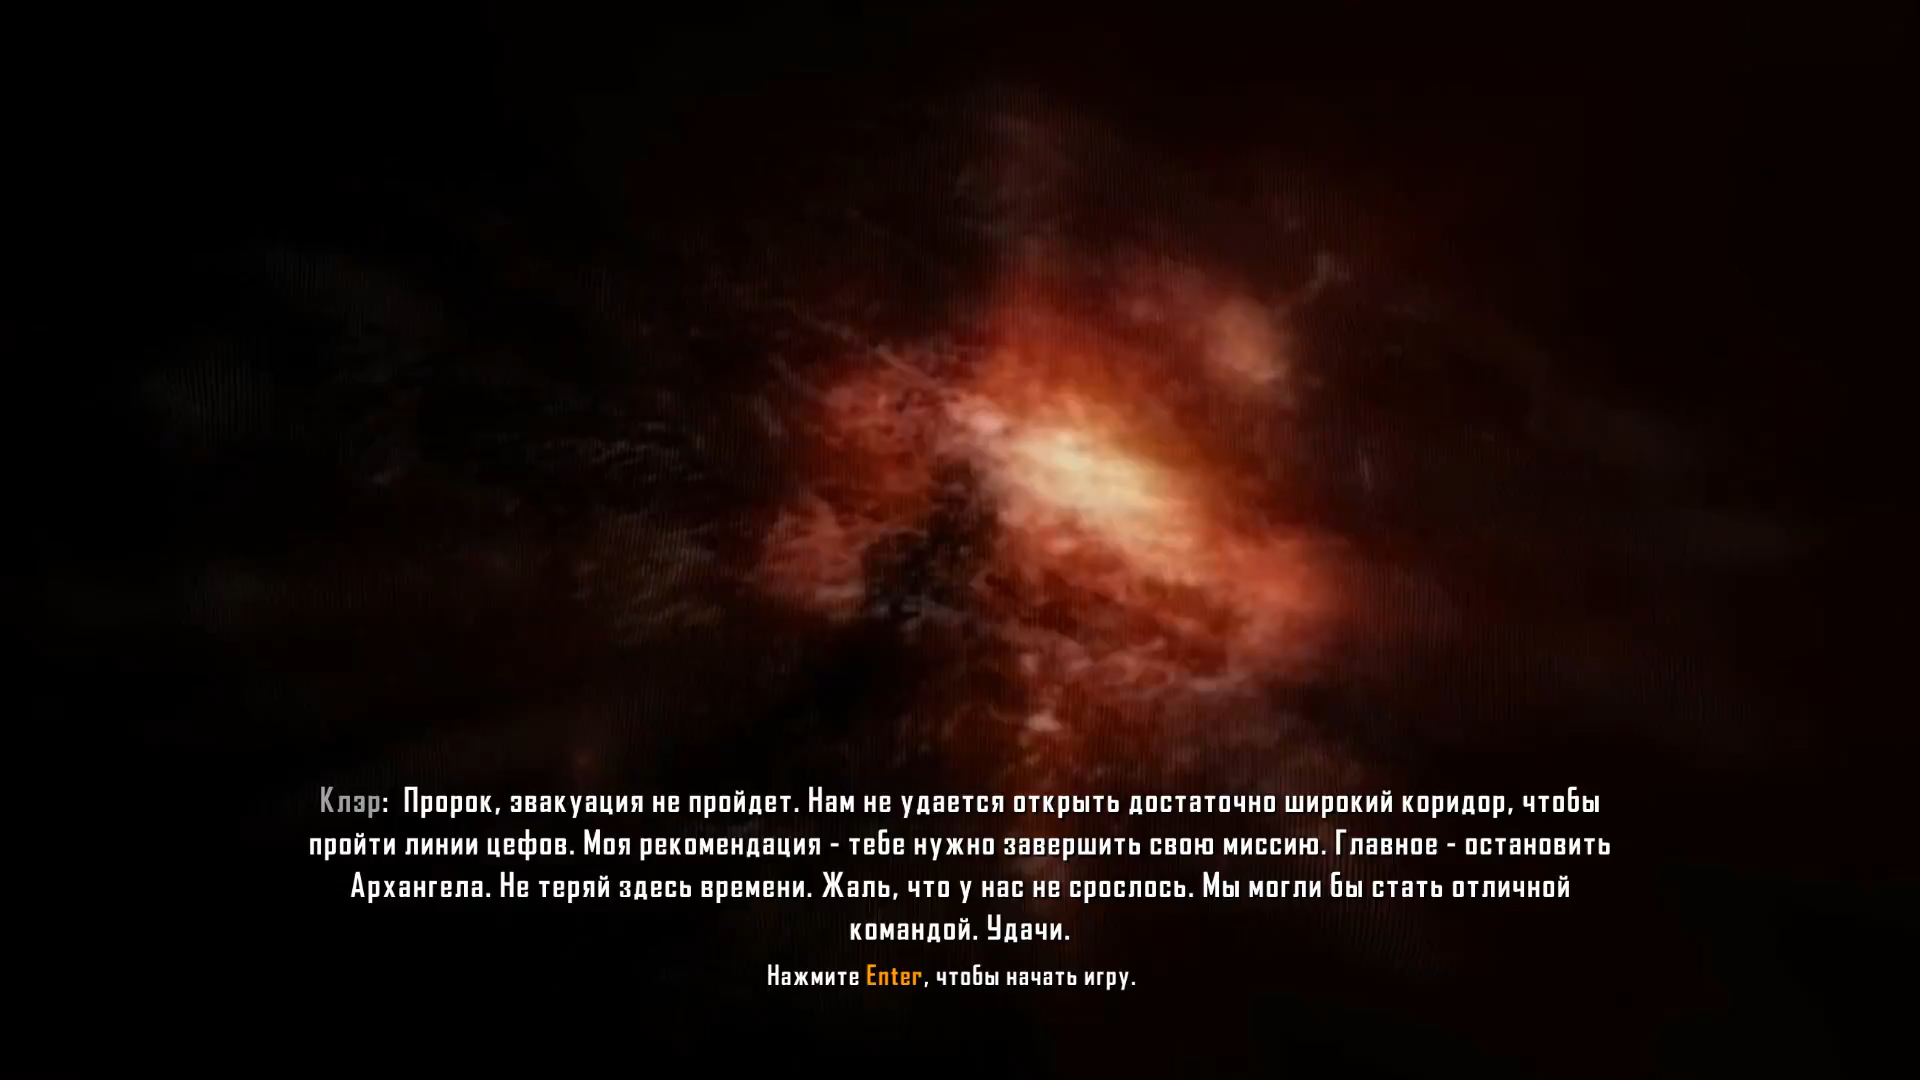 Клэр: Пророк, эвакуация не пройдет. Нам не удается открыть достаточно широкий коридор, чтобы
пройти линии цефов. Моя рекомендация - тебе нужно завершить свою миссию. Главное - остановить
Архангела. Не теряй здесь времени. Жаль, что у нас не срослось. Мы могли бы стать отличной
командой. Удачи.
Нажмите Enter, чтобы начать игру.